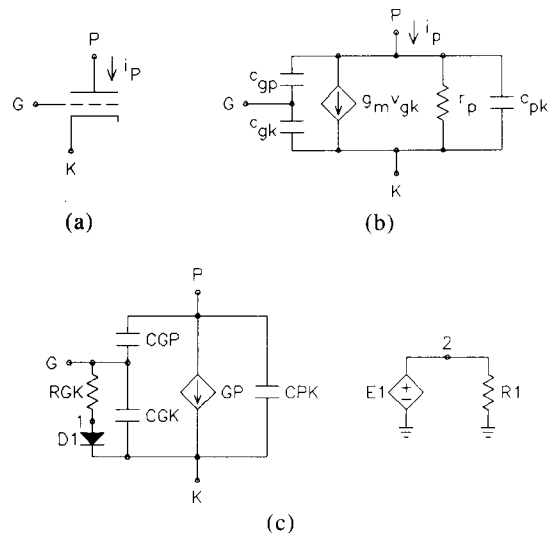 P
i_p
G
K
(a)
P
i_p
c_gp
G
g_m v_gk
r_p
c_pk
c_gk
K
(b)
P
CGP
G
RGK
CGK
GP
CPK
1
D1
K
2
E1
R1
(c)